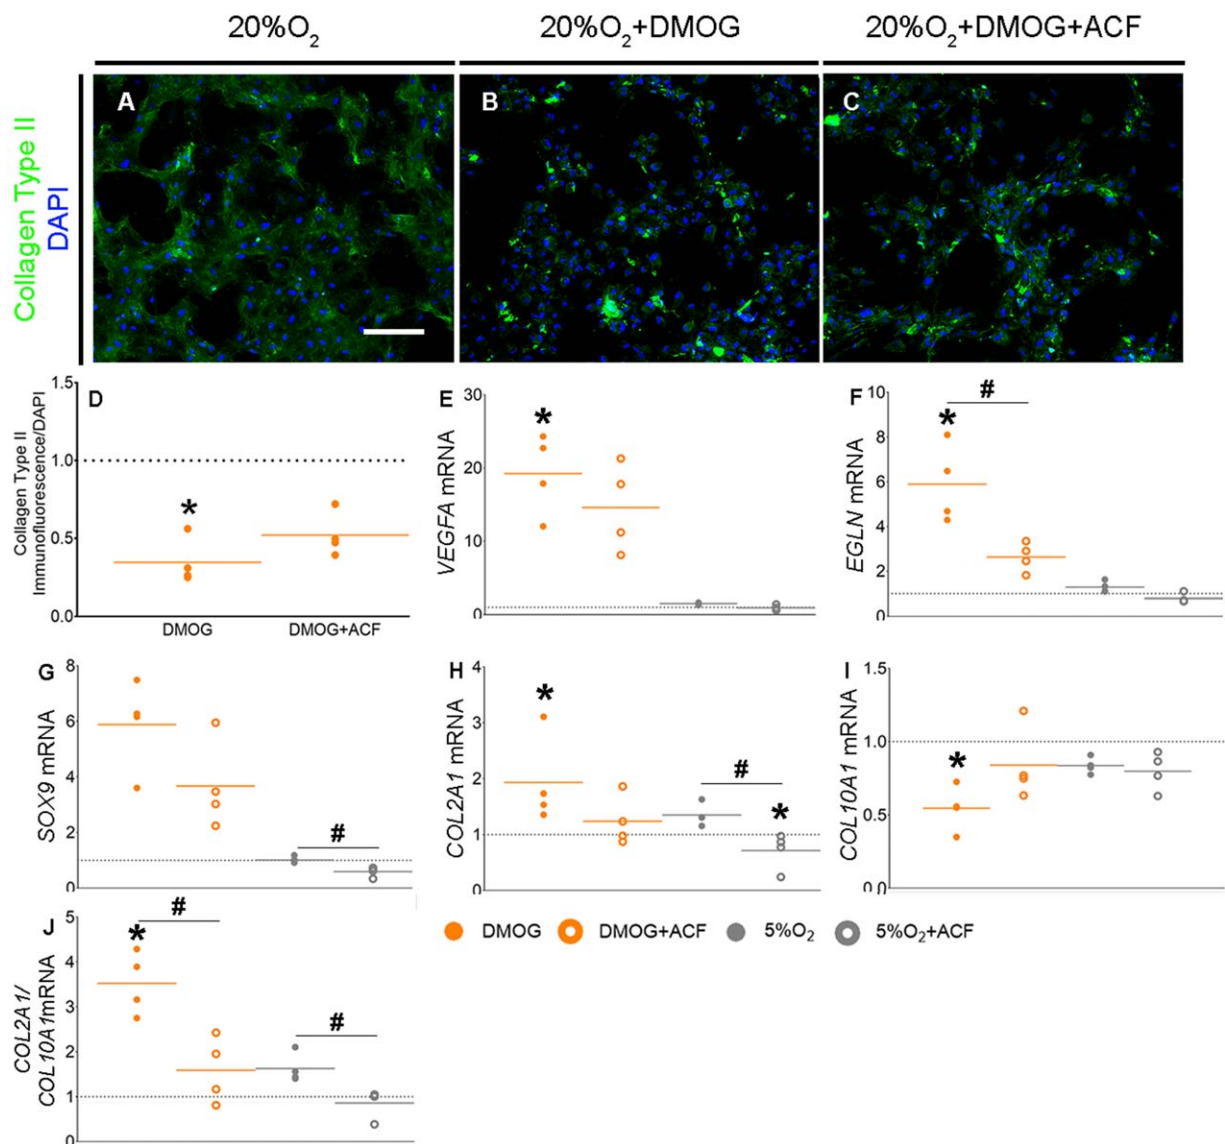 20%O₂ 20%O₂+DMOG 20%O₂+DMOG+ACF
Collagen Type II
DAPI
A B C
D
Collagen Type II
Immunofluorescence/DAPI
1.5
1.0
0.5
0.0
*
DMOG DMOG+ACF
E
VEGFA mRNA
30
20
10
0
*
F
EGLN mRNA
10
8
6
4
2
0
* #
G
SOX9 mRNA
8
6
4
2
0
#
H
COL2A1 mRNA
4
3
2
1
0
* # *
I
COL10A1 mRNA
1.5
1.0
0.5
0.0
*
J
COL2A1/
COL10A1mRNA
5
4
3
2
1
0
* # #
DMOG DMOG+ACF 5%O₂ 5%O₂+ACF